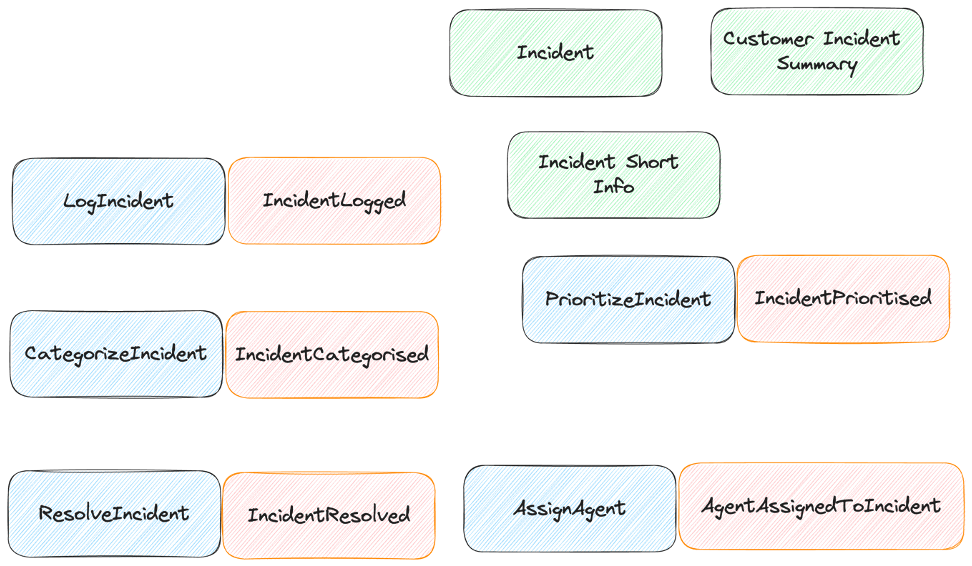 Incident
Customer Incident
Summary
Incident Short
Info
LogIncident
IncidentLogged
PrioritizeIncident
IncidentPrioritised
CategorizeIncident
IncidentCategorised
ResolveIncident
IncidentResolved
AssignAgent
AgentAssignedToIncident